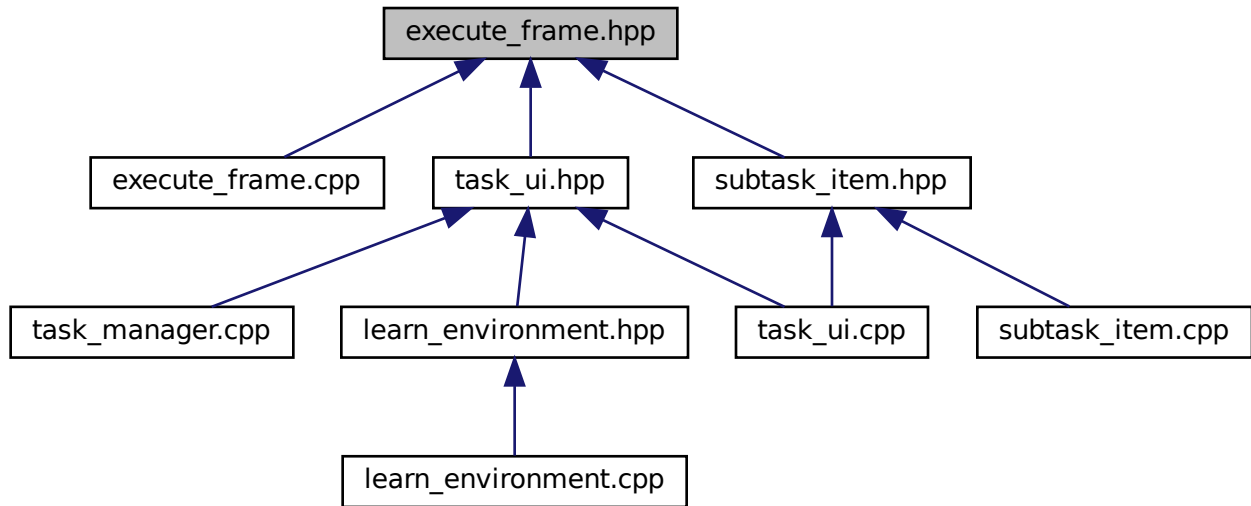 execute_frame.hpp
execute_frame.cpp
task_ui.hpp
subtask_item.hpp
task_manager.cpp
learn_environment.hpp
task_ui.cpp
subtask_item.cpp
learn_environment.cpp